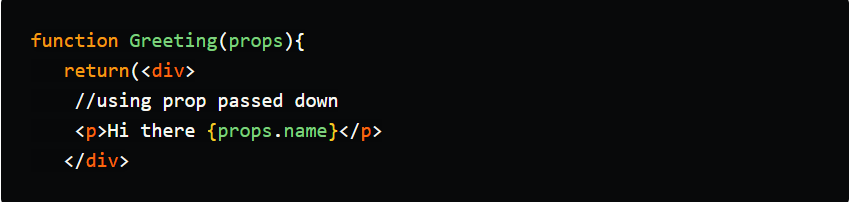 function Greeting(props){
return(<div>
//using prop passed down
<p>Hi there {props.name}</p>
</div>